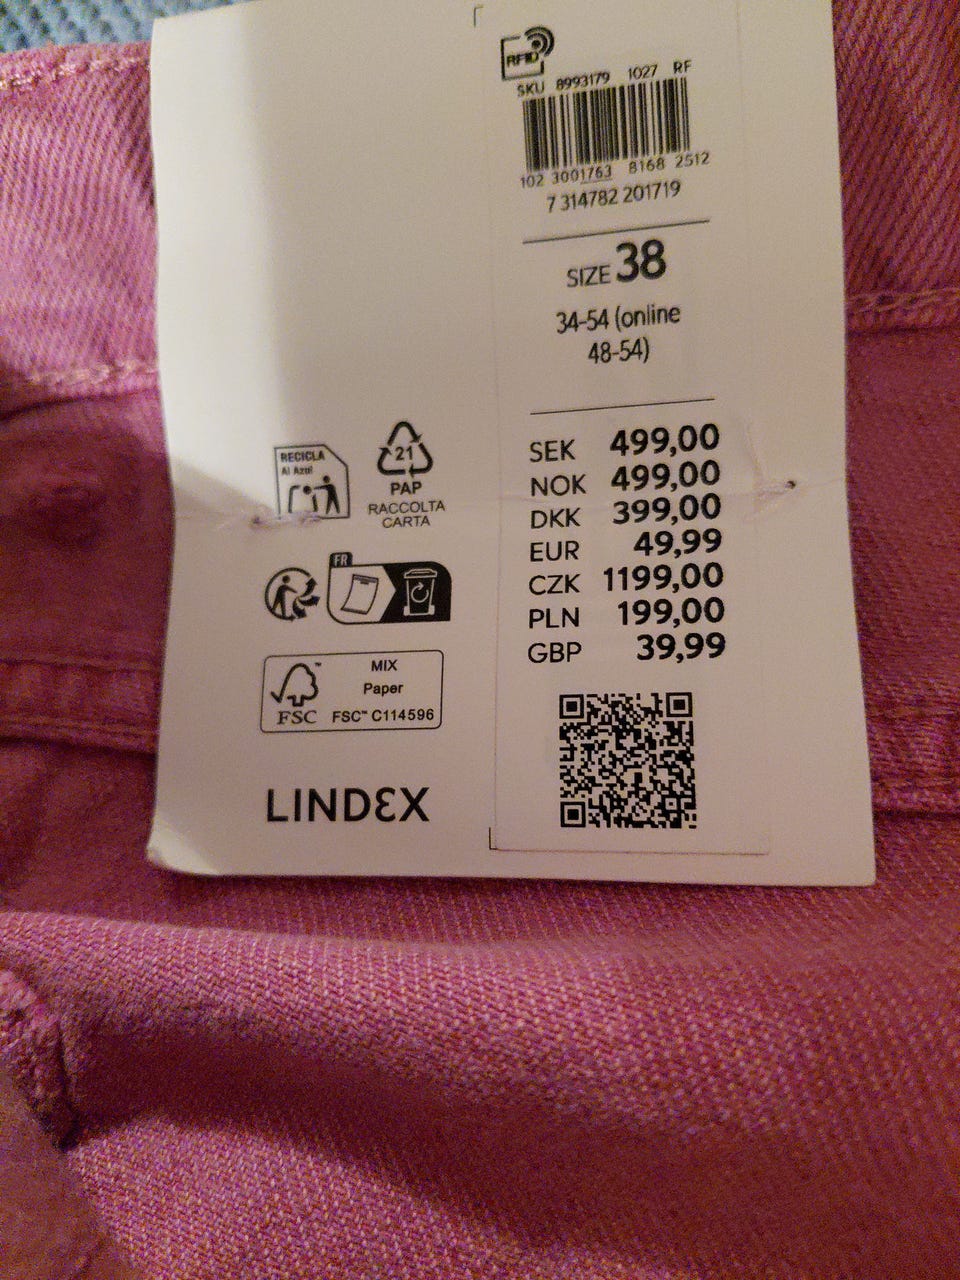 RFID
SKU 8993179 1027 RF
102 3001763 8168 2512
7 314782 201719
SIZE 38
34-54 (online
48-54)
SEK 499,00
NOK 499,00
DKK 399,00
EUR 49,99
CZK 1199,00
PLN 199,00
GBP 39,99
RECICLA
Al Azul
21
PAP
RACCOLTA
CARTA
FR
MIX
Paper
FSC™ C114596
FSC
LINDEX